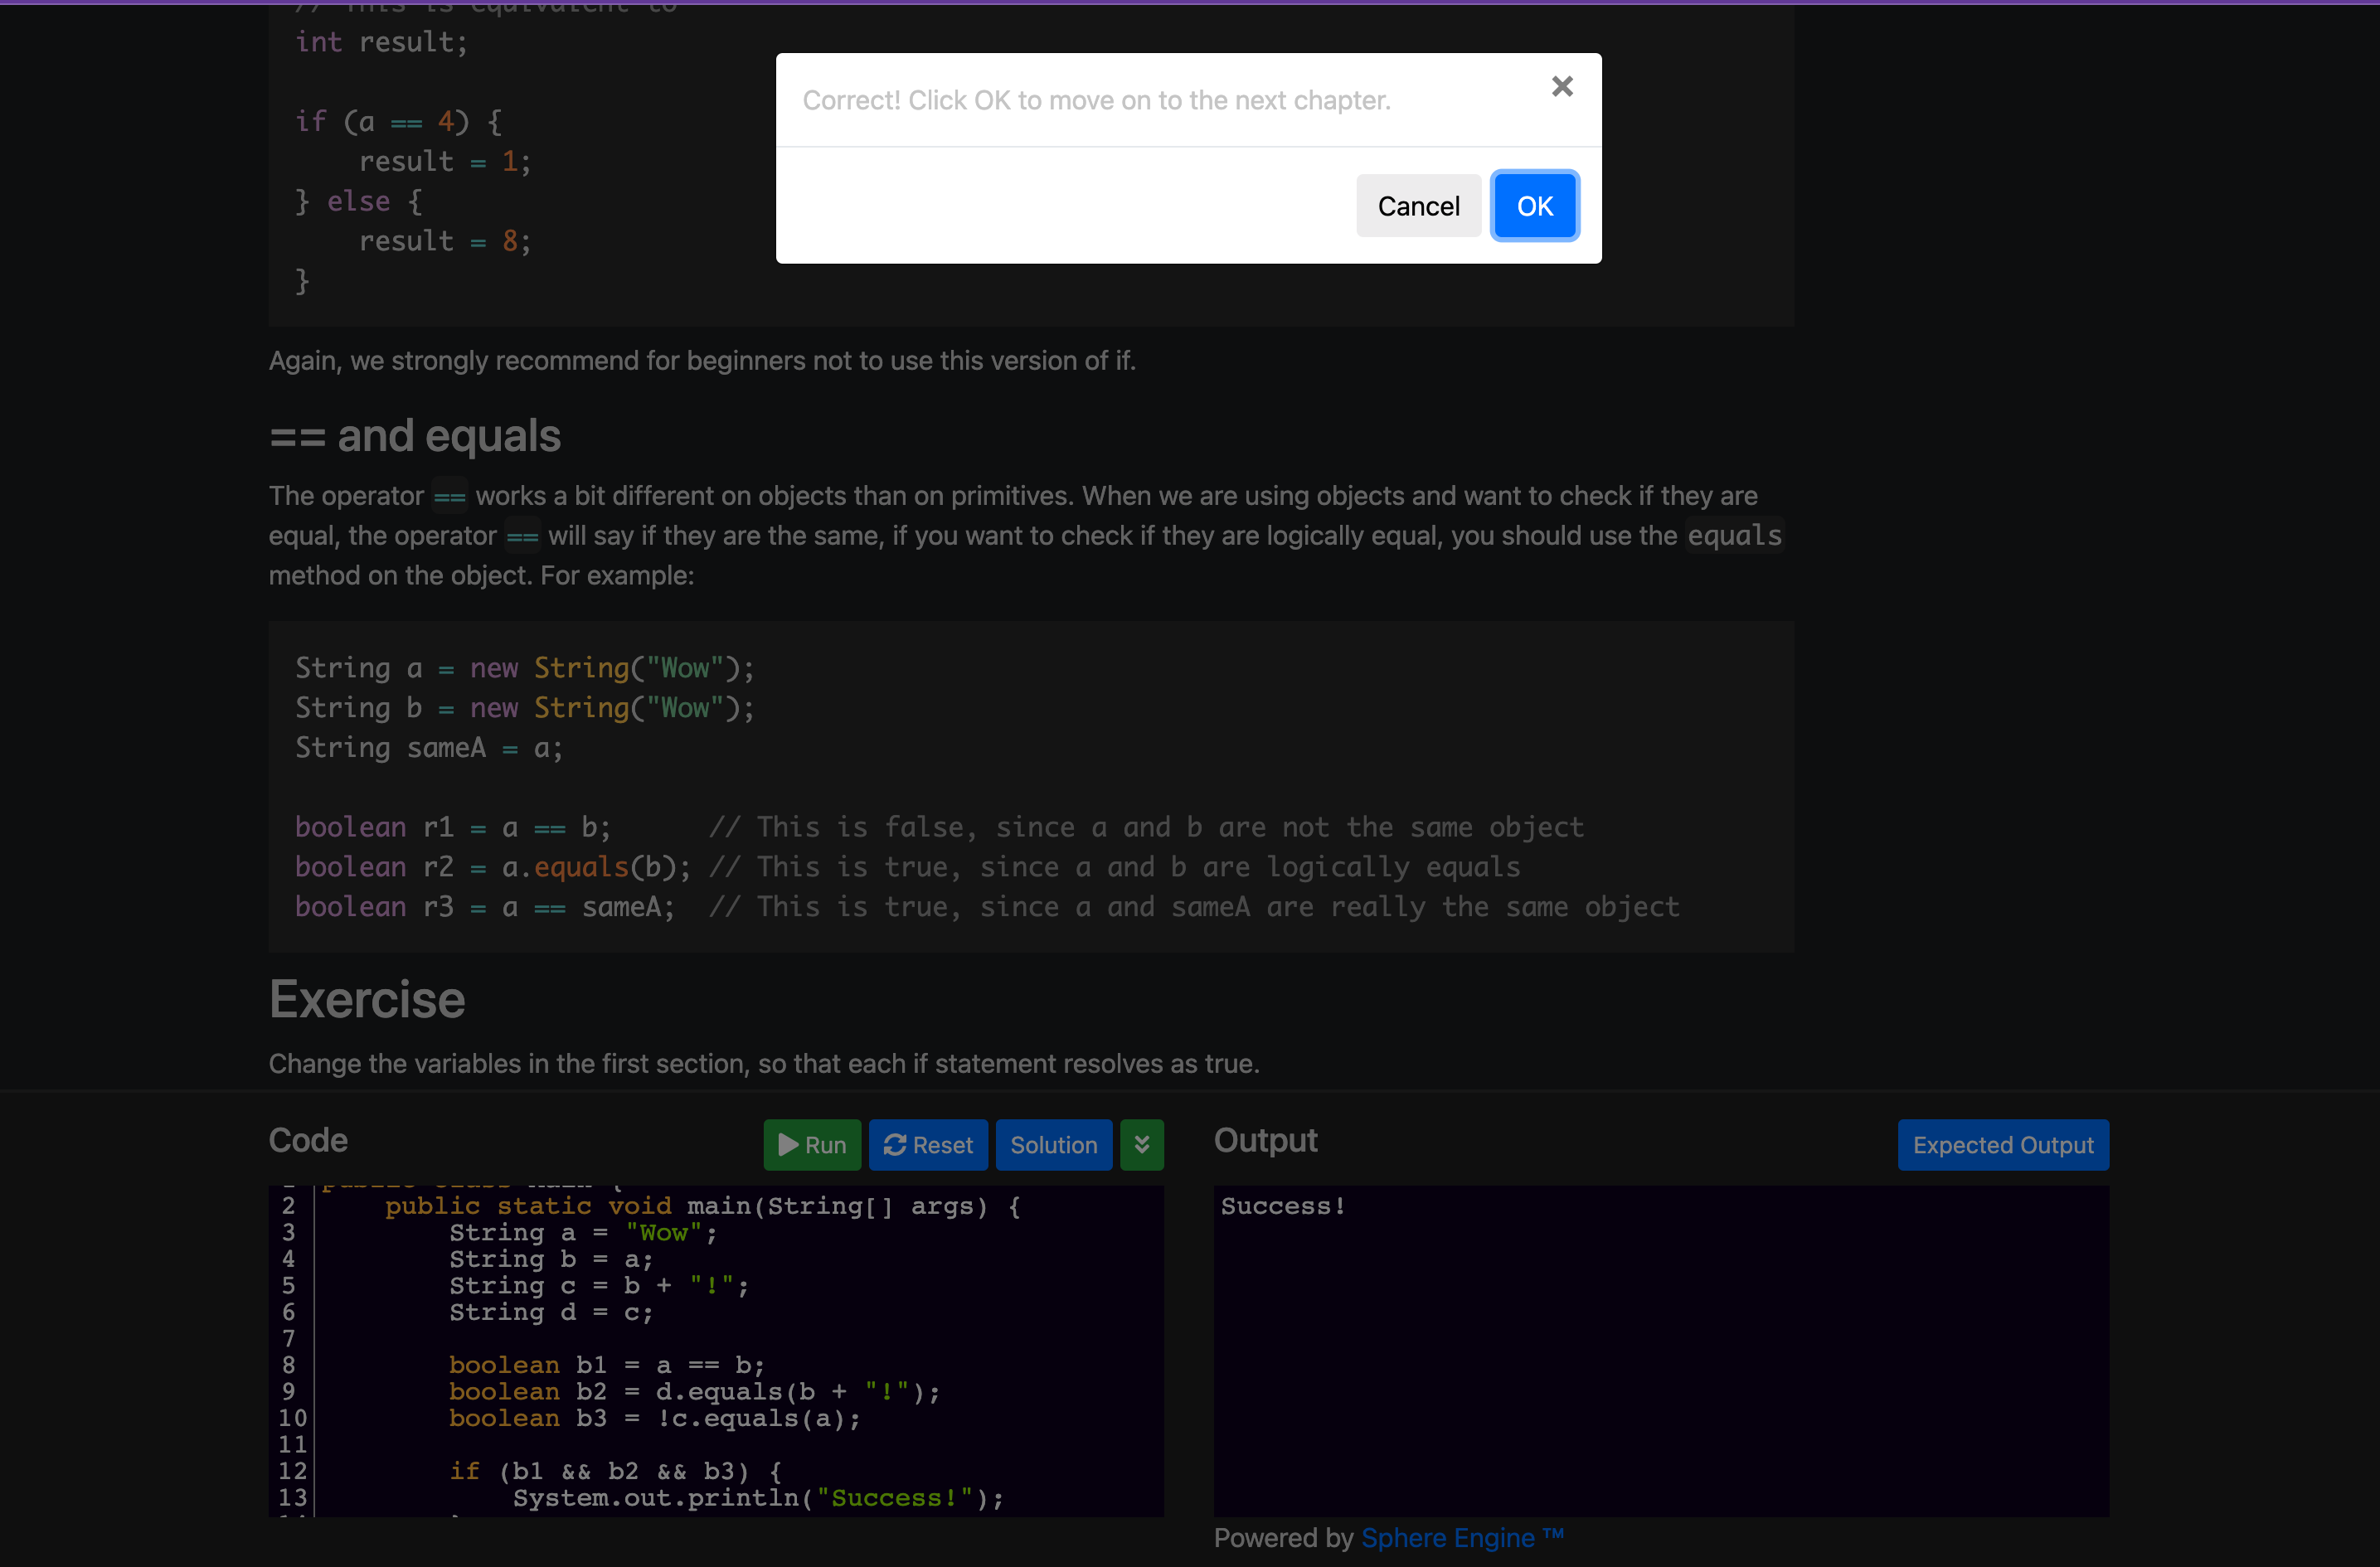 // This is equivalent to
int result;
if (a == 4) {
    result = 1;
} else {
    result = 8;
}
Correct! Click OK to move on to the next chapter.
×
Cancel
OK
Again, we strongly recommend for beginners not to use this version of if.
== and equals
The operator == works a bit different on objects than on primitives. When we are using objects and want to check if they are
equal, the operator == will say if they are the same, if you want to check if they are logically equal, you should use the equals
method on the object. For example:
String a = new String("Wow");
String b = new String("Wow");
String sameA = a;
boolean r1 = a == b;      // This is false, since a and b are not the same object
boolean r2 = a.equals(b); // This is true, since a and b are logically equals
boolean r3 = a == sameA;  // This is true, since a and sameA are really the same object
Exercise
Change the variables in the first section, so that each if statement resolves as true.
Code
Run
Reset
Solution
1 public class Main {
2     public static void main(String[] args) {
3         String a = "Wow";
4         String b = a;
5         String c = b + "!";
6         String d = c;
7
8         boolean b1 = a == b;
9         boolean b2 = d.equals(b + "!");
10         boolean b3 = !c.equals(a);
11
12         if (b1 && b2 && b3) {
13             System.out.println("Success!");
Output
Expected Output
Success!
Powered by Sphere Engine ™